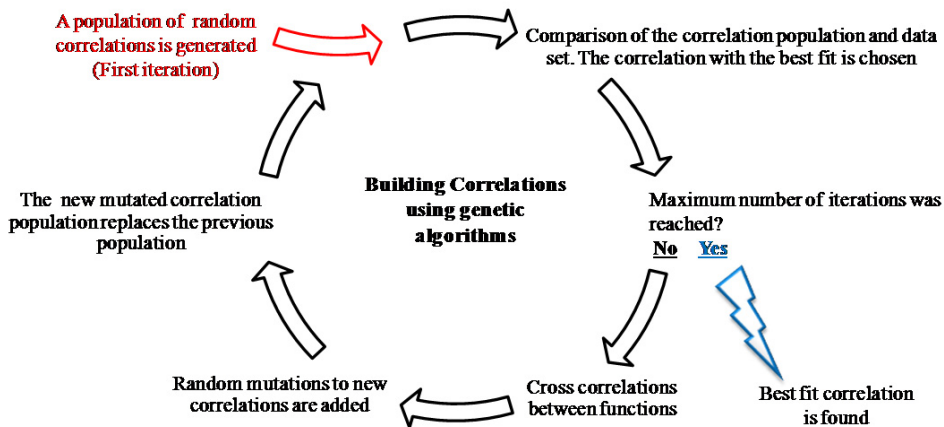 A population of random
correlations is generated
(First iteration)
Comparison of the correlation population and data
set. The correlation with the best fit is chosen
Maximum number of iterations was
reached?
No Yes
Best fit correlation
is found
Cross correlations
between functions
Random mutations to new
correlations are added
The new mutated correlation
population replaces the previous
population
Building Correlations
using genetic
algorithms